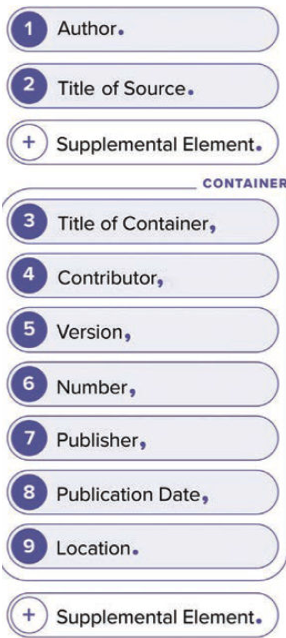 1 Author.
2 Title of Source.
+ Supplemental Element.
CONTAINER
3 Title of Container,
4 Contributor,
5 Version,
6 Number,
7 Publisher,
8 Publication Date,
9 Location.
+ Supplemental Element.